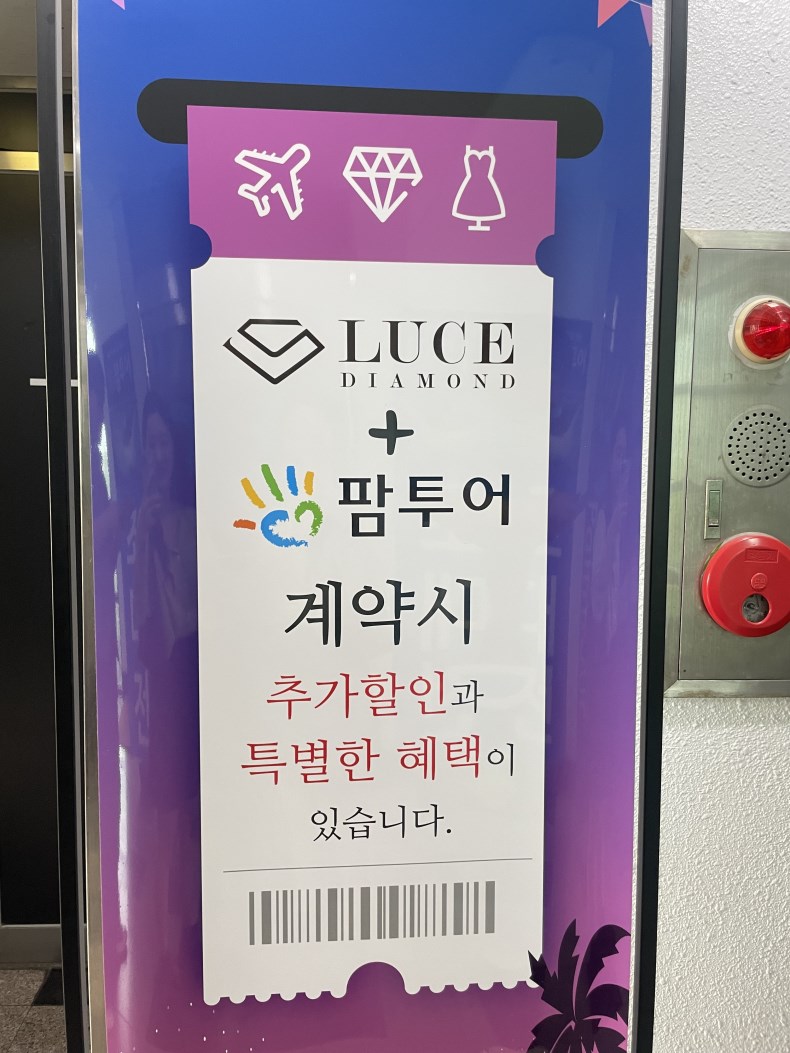 LUCE
DIAMOND
+
팜투어
계약시
추가할인과
특별한 혜택이
있습니다.